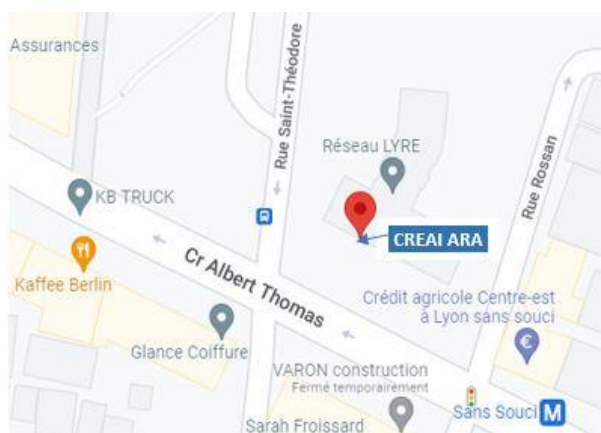 Assurances
Rue Saint-Théodore
Réseau LYRE
Rue Rossan
KB TRUCK
CREAI ARA
Cr Albert Thomas
Kaffee Berlin
Crédit agricole Centre-est
à Lyon sans souci
€
Glance Coiffure
VARON construction
Fermé temporairement
Sans Souci M
Sarah Froissard